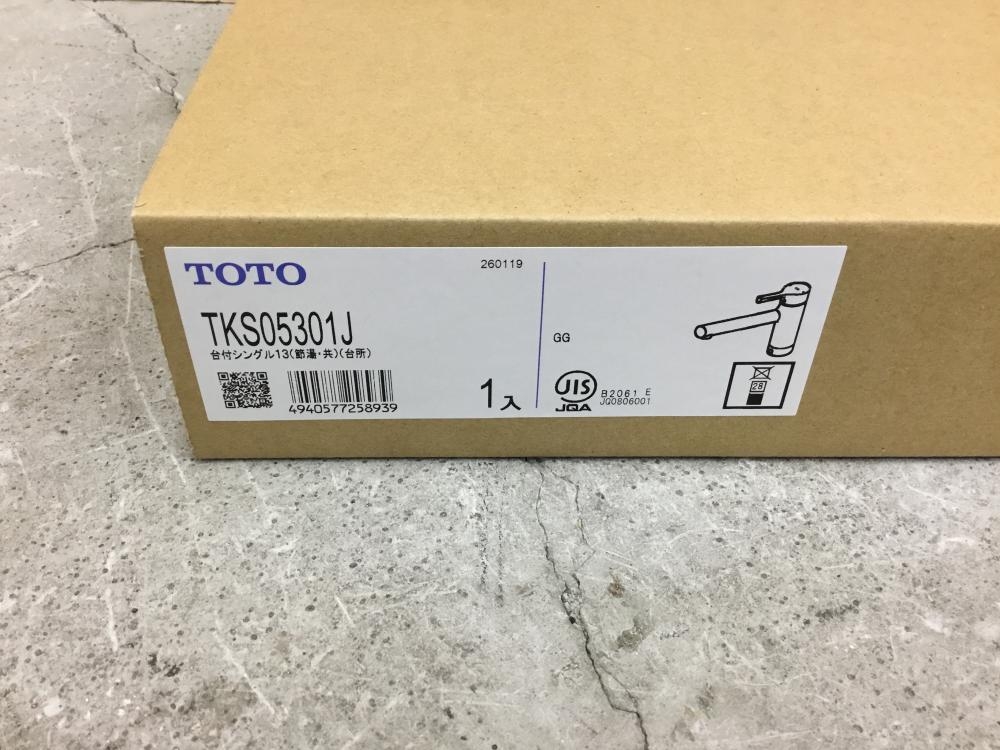 TOTO
260119
TKS05301J
台付シングル13(節湯・共)(台所)
4940577258939
1入
GG
JIS
JQA
B2061 E
JQ0806001
28